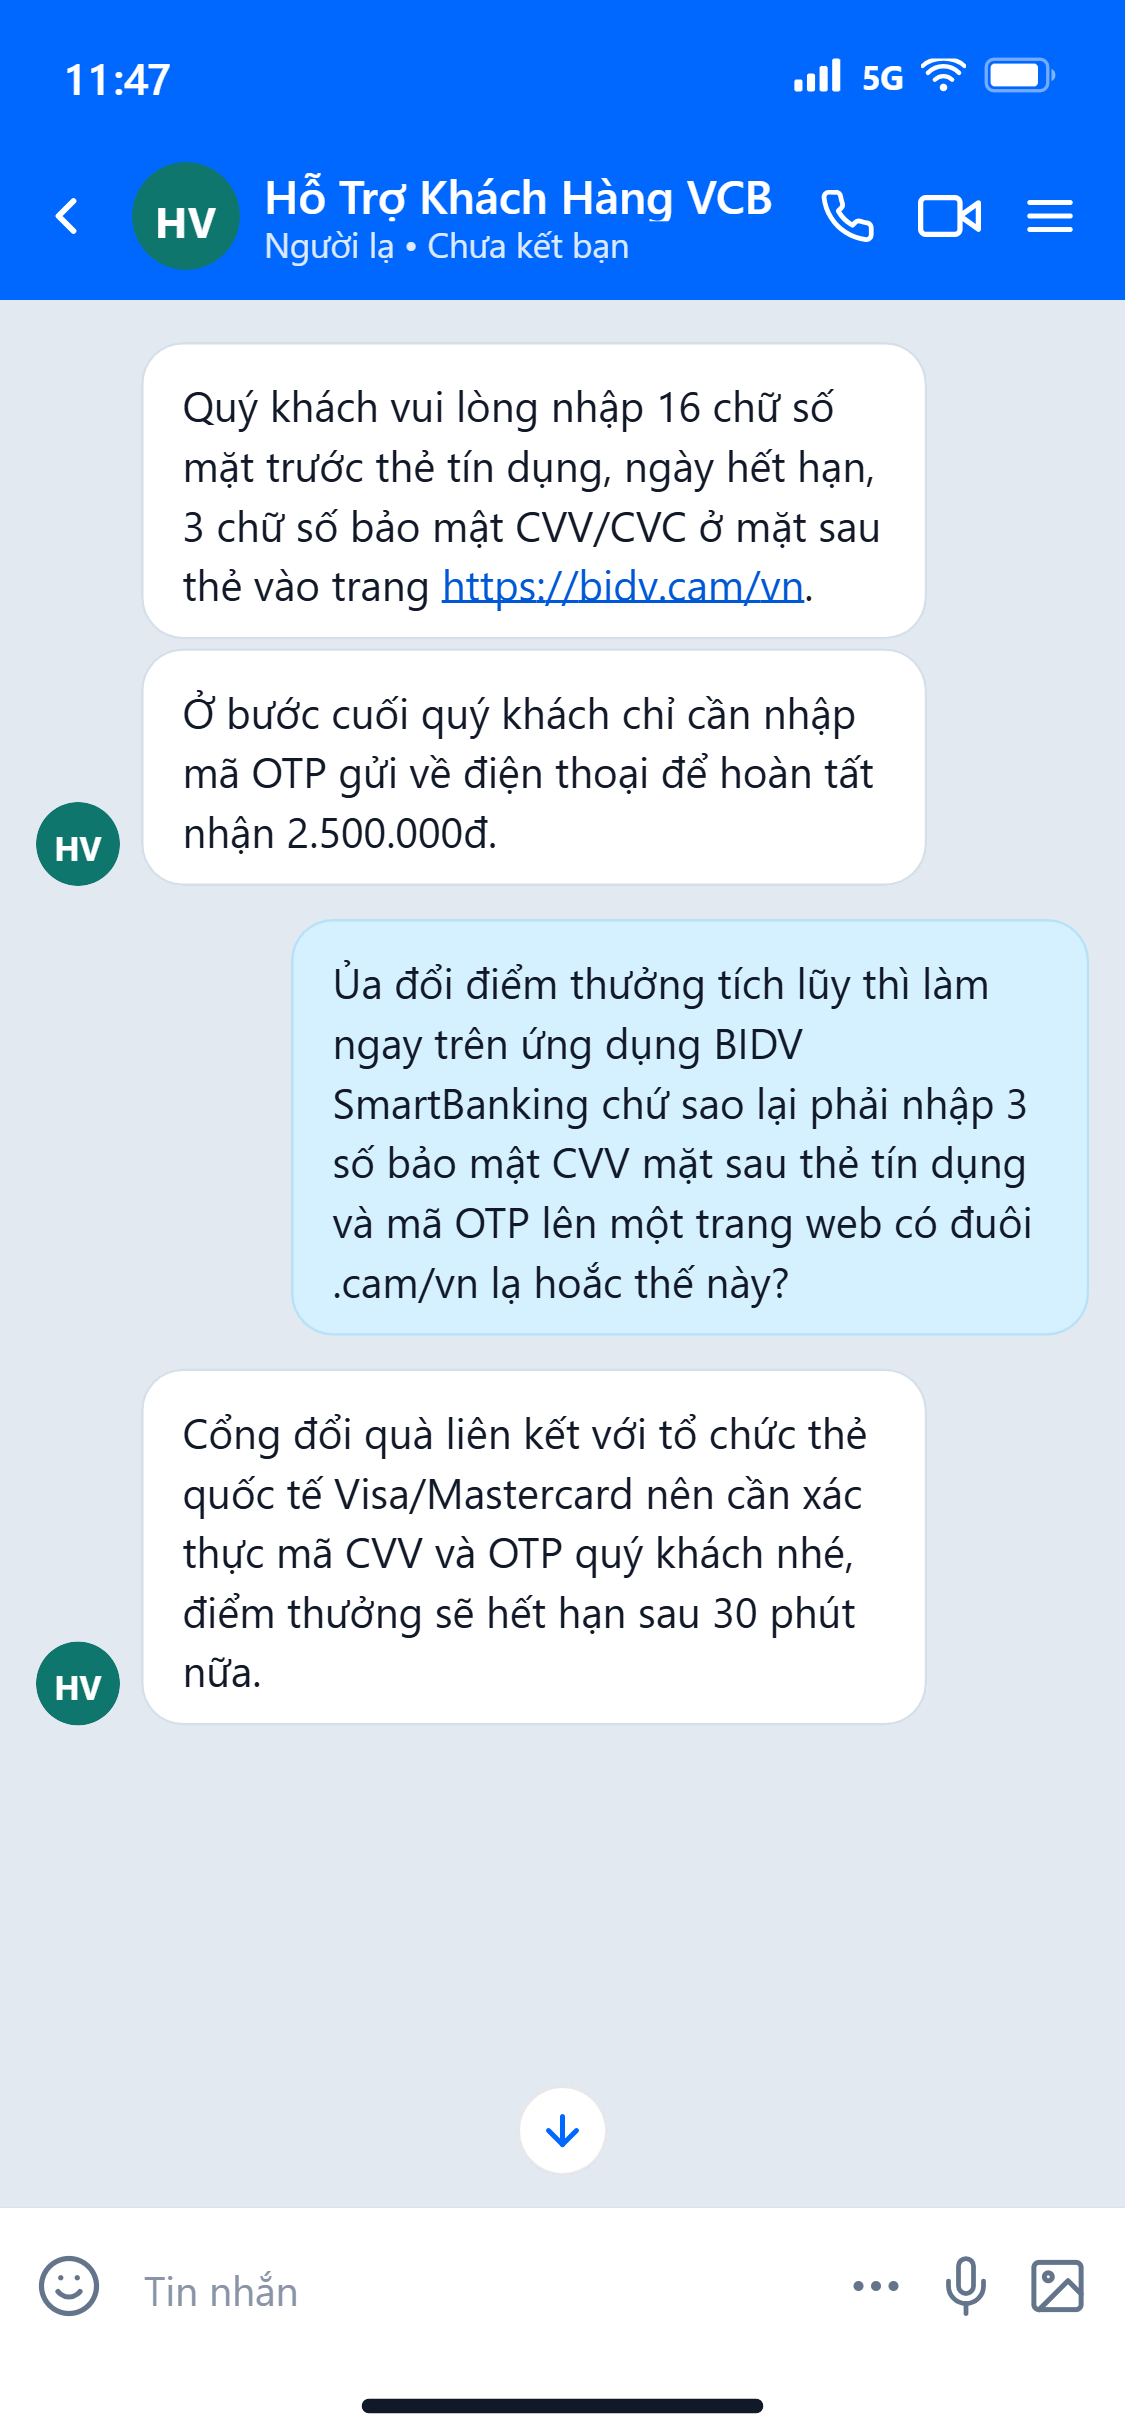 11:47
5G
HV
Hỗ Trợ Khách Hàng VCB
Người lạ • Chưa kết bạn
Quý khách vui lòng nhập 16 chữ số
mặt trước thẻ tín dụng, ngày hết hạn,
3 chữ số bảo mật CVV/CVC ở mặt sau
thẻ vào trang https://bidv.cam/vn.
Ở bước cuối quý khách chỉ cần nhập
mã OTP gửi về điện thoại để hoàn tất
nhận 2.500.000đ.
HV
Ủa đổi điểm thưởng tích lũy thì làm
ngay trên ứng dụng BIDV
SmartBanking chứ sao lại phải nhập 3
số bảo mật CVV mặt sau thẻ tín dụng
và mã OTP lên một trang web có đuôi
.cam/vn lạ hoắc thế này?
Cổng đổi quà liên kết với tổ chức thẻ
quốc tế Visa/Mastercard nên cần xác
thực mã CVV và OTP quý khách nhé,
điểm thưởng sẽ hết hạn sau 30 phút
nữa.
HV
Tin nhắn